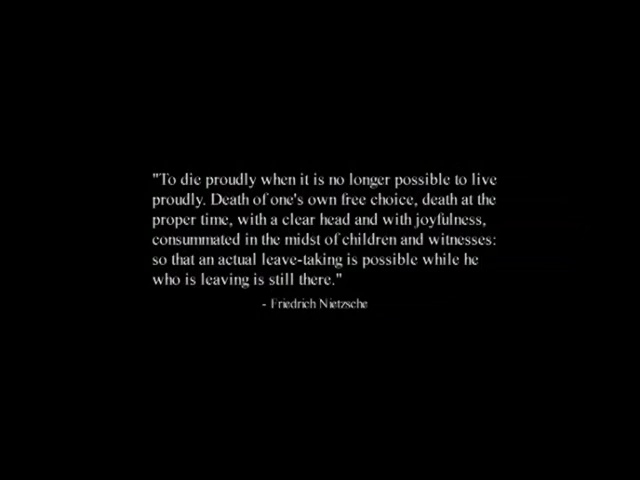 "To die proudly when it is no longer possible to live
proudly. Death of one's own free choice, death at the
proper time, with a clear head and with joyfulness,
consummated in the midst of children and witnesses:
so that an actual leave-taking is possible while he
who is leaving is still there."
- Friedrich Nietzsche